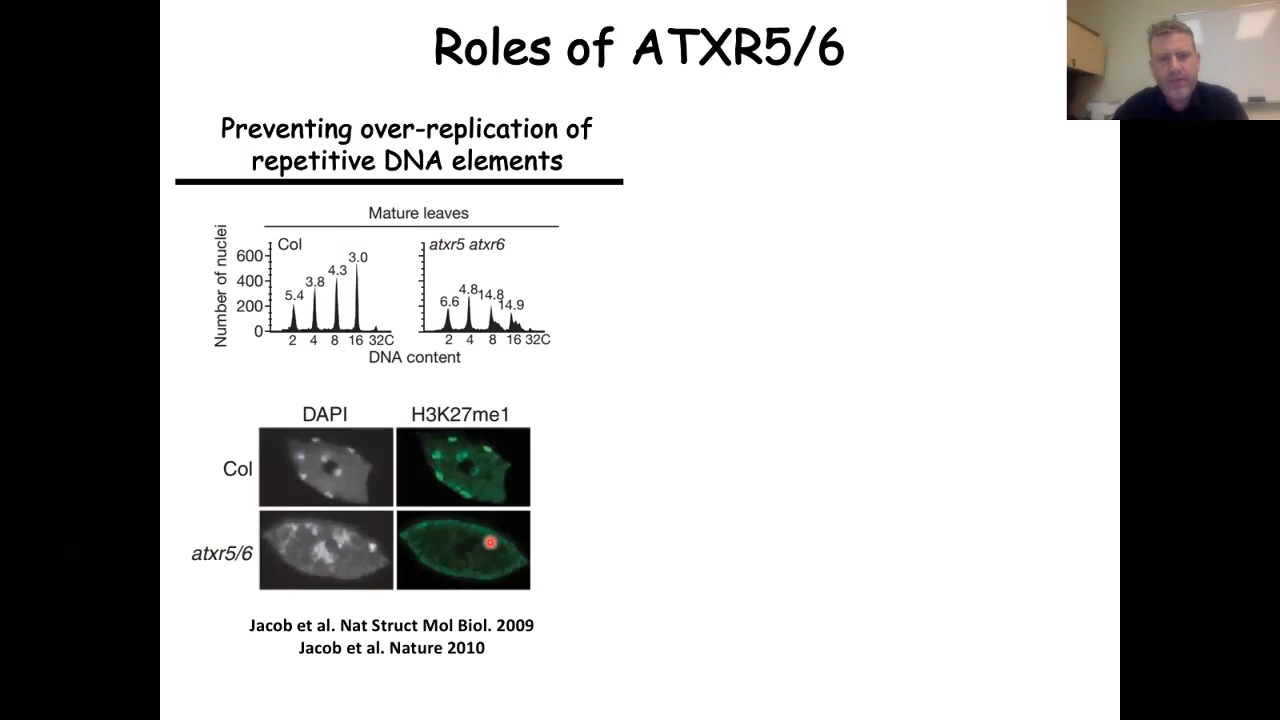 Roles of ATXR5/6
Preventing over-replication of
repetitive DNA elements
Mature leaves
Number of nuclei
600
400
200
0
Col
5.4
3.8
4.3
3.0
2 4 8 16 32C
atxr5 atxr6
6.6
4.8
14.8
14.9
2 4 8 16 32C
DNA content
DAPI H3K27me1
Col
atxr5/6
Jacob et al. Nat Struct Mol Biol. 2009
Jacob et al. Nature 2010